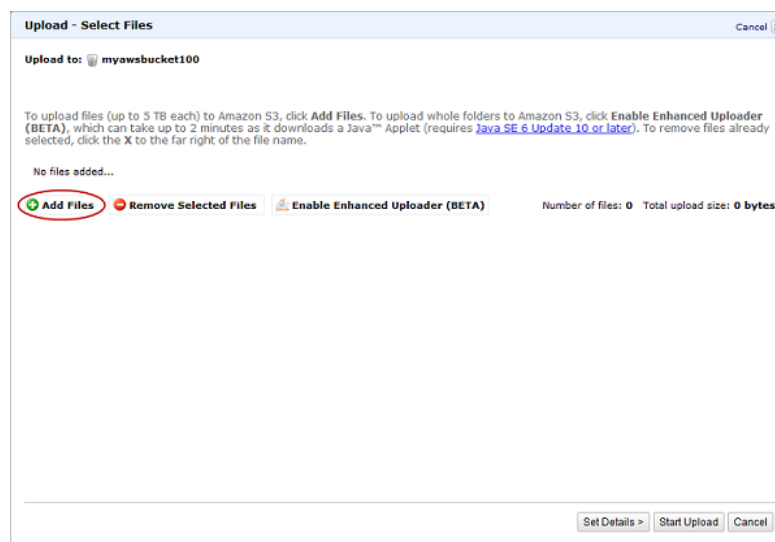 Upload - Select Files
Cancel
Upload to: myawsbucket100
To upload files (up to 5 TB each) to Amazon S3, click Add Files. To upload whole folders to Amazon S3, click Enable Enhanced Uploader
(BETA), which can take up to 2 minutes as it downloads a Java™ Applet (requires Java SE 6 Update 10 or later). To remove files already
selected, click the X to the far right of the file name.
No files added...
Add Files Remove Selected Files Enable Enhanced Uploader (BETA) Number of files: 0 Total upload size: 0 bytes
Set Details > Start Upload Cancel